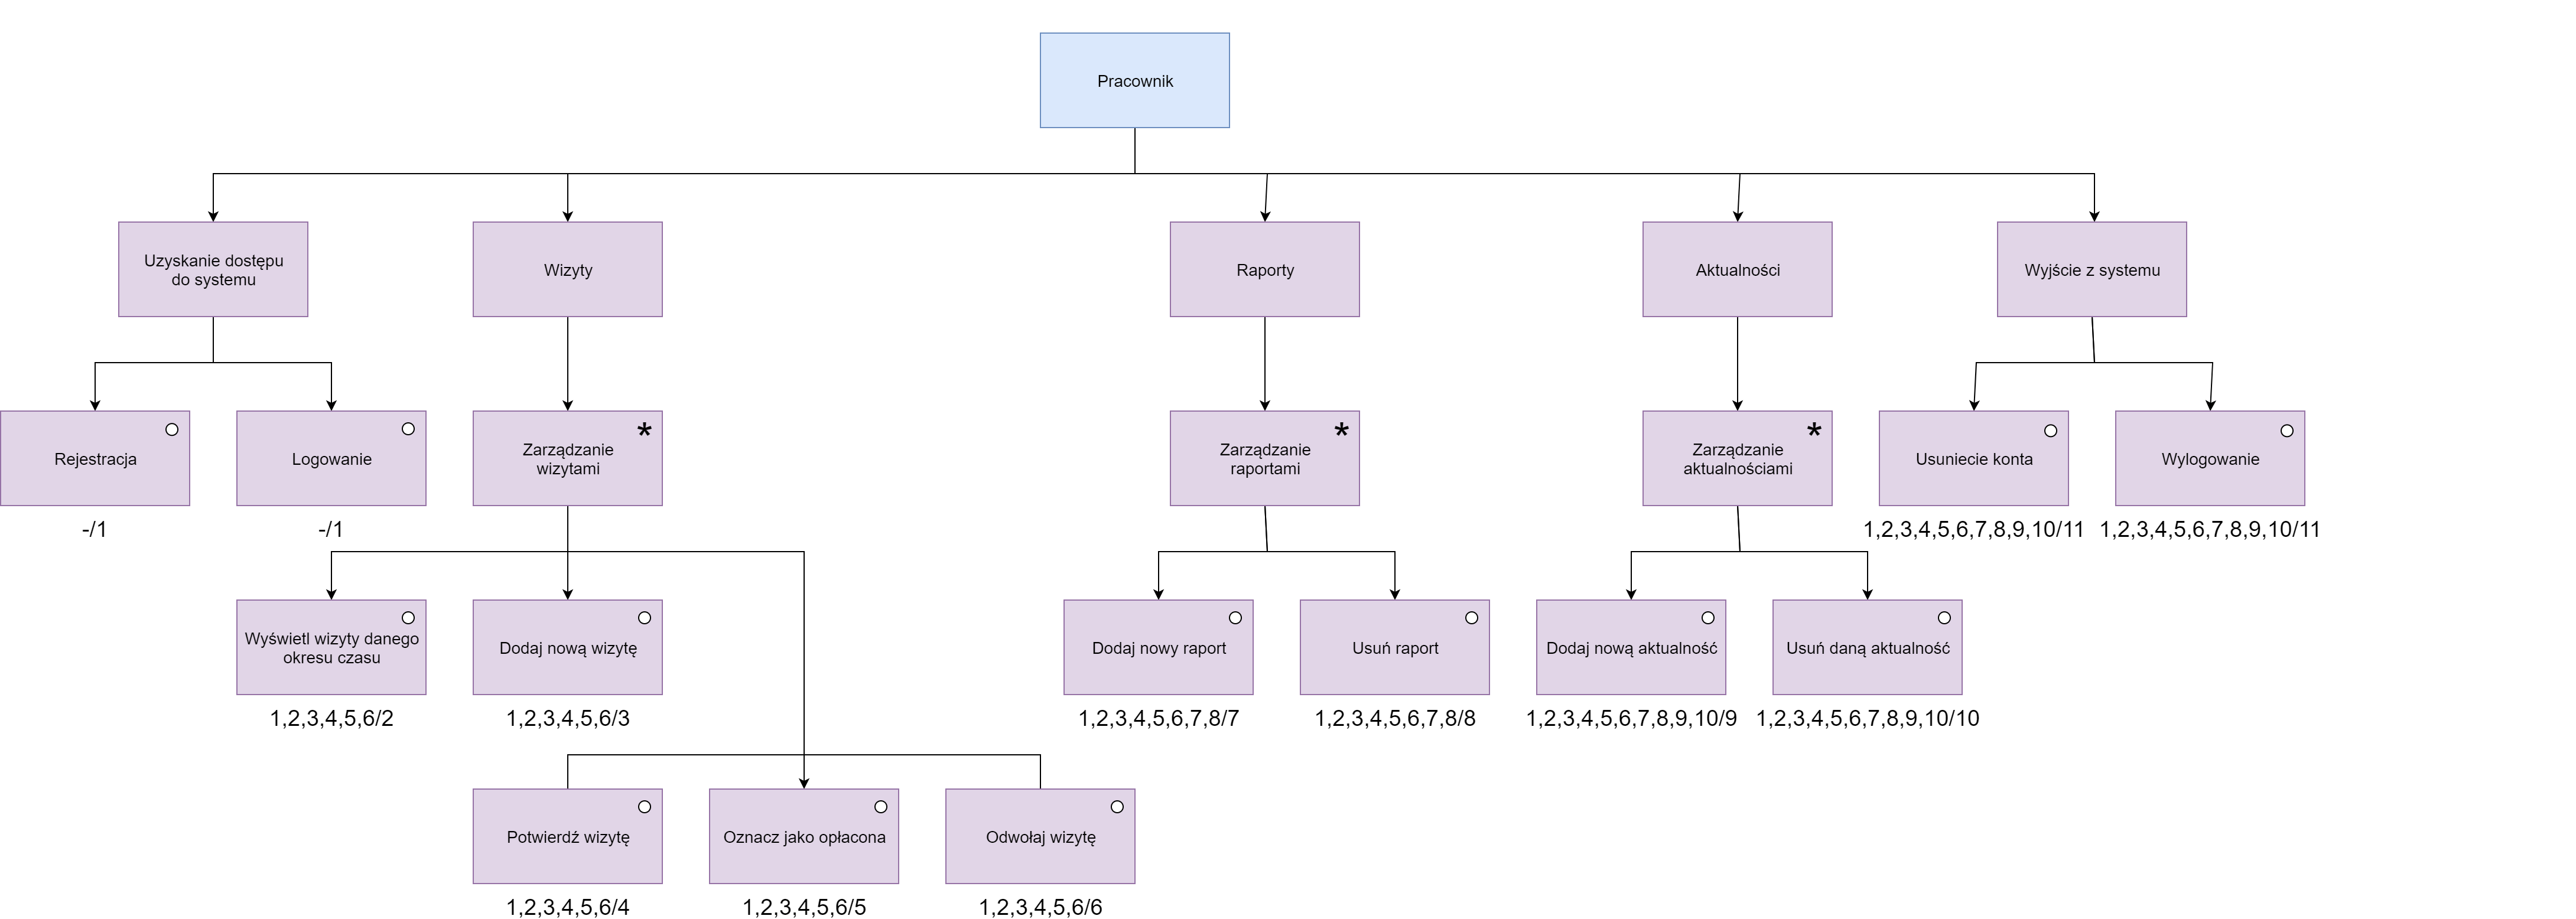 Pracownik
Uzyskanie dostępu
do systemu
Wizyty
Raporty
Aktualności
Wyjście z systemu
Rejestracja
Logowanie
*
Zarządzanie
wizytami
*
Zarządzanie
raportami
*
Zarządzanie
aktualnościami
Usuniecie konta
Wylogowanie
-/1
-/1
1,2,3,4,5,6,7,8,9,10/11
1,2,3,4,5,6,7,8,9,10/11
Wyświetl wizyty danego
okresu czasu
Dodaj nową wizytę
Dodaj nowy raport
Usuń raport
Dodaj nową aktualność
Usuń daną aktualność
1,2,3,4,5,6/2
1,2,3,4,5,6/3
1,2,3,4,5,6,7,8/7
1,2,3,4,5,6,7,8/8
1,2,3,4,5,6,7,8,9,10/9
1,2,3,4,5,6,7,8,9,10/10
Potwierdź wizytę
Oznacz jako opłacona
Odwołaj wizytę
1,2,3,4,5,6/4
1,2,3,4,5,6/5
1,2,3,4,5,6/6